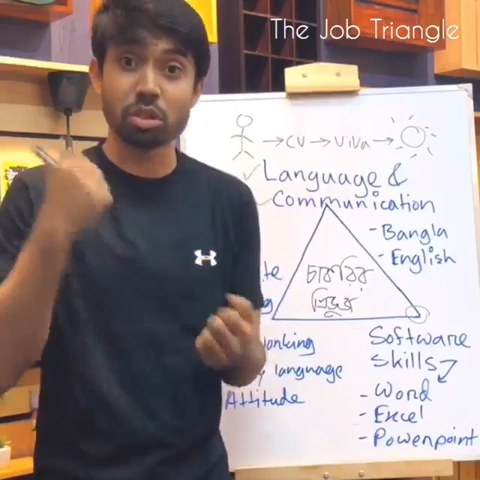 The Job Triangle
→ CV → Viva →
✓ Language &
✓ Communication
- Bangla
- English
চাকরির
ত্রিভুজ
Software
skills
- Word
- Excel
- Powerpoint
language
Attitude